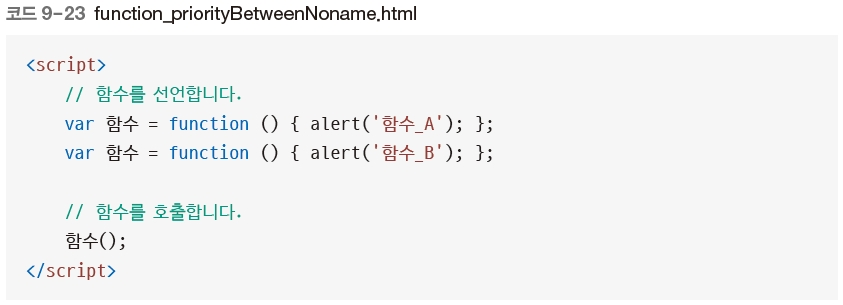 코드 9-23 function_priorityBetweenNoname.html
<script>
// 함수를 선언합니다.
var 함수 = function () { alert('함수_A'); };
var 함수 = function () { alert('함수_B'); };
// 함수를 호출합니다.
함수();
</script>